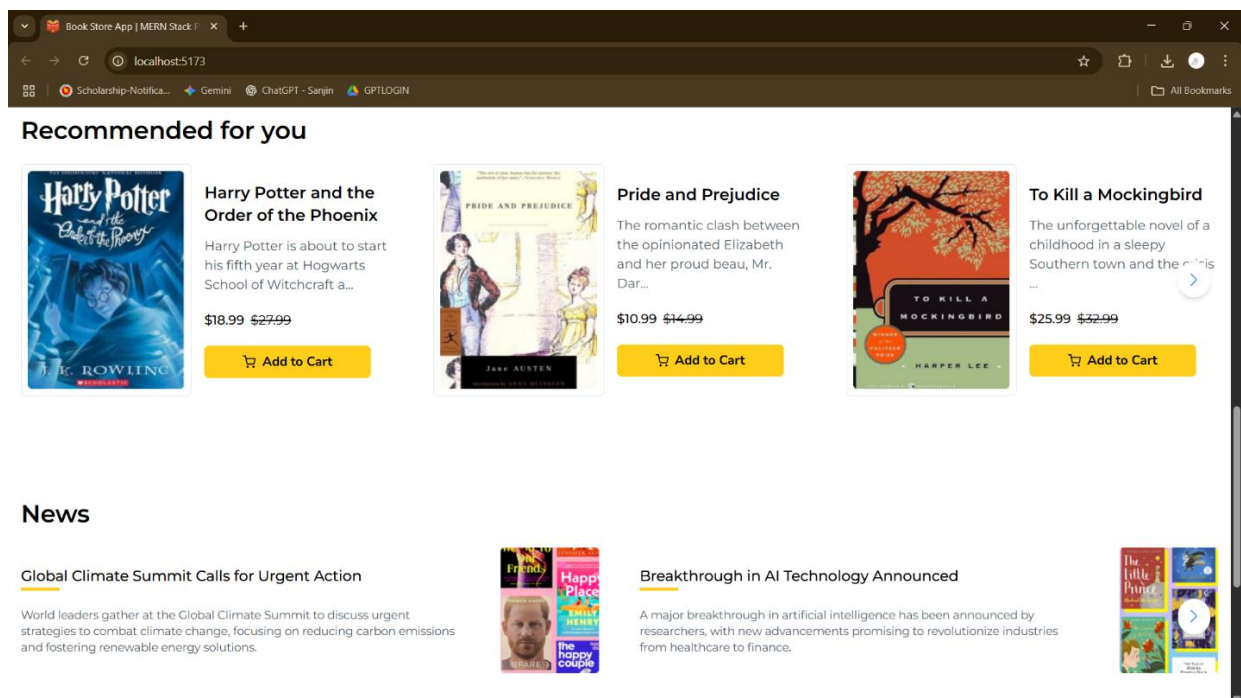 Book Store App | MERN Stack P
localhost:5173
Scholarship-Notifica... Gemini ChatGPT - Sanjin GPTLOGIN All Bookmarks
Recommended for you
Harry Potter
and the
Order of the Phoenix
J. K. ROWLING
SCHOLASTIC
Harry Potter and the
Order of the Phoenix
Harry Potter is about to start
his fifth year at Hogwarts
School of Witchcraft a...
$18.99 $27.99
Add to Cart
PRIDE AND PREJUDICE
Jane AUSTEN
Pride and Prejudice
The romantic clash between
the opinionated Elizabeth
and her proud beau, Mr.
Dar...
$10.99 $14.99
Add to Cart
TO KILL A
MOCKINGBIRD
HARPER LEE
To Kill a Mockingbird
The unforgettable novel of a
childhood in a sleepy
Southern town and the crisis
...
$25.99 $32.99
Add to Cart
News
Global Climate Summit Calls for Urgent Action
World leaders gather at the Global Climate Summit to discuss urgent
strategies to combat climate change, focusing on reducing carbon emissions
and fostering renewable energy solutions.
Friend
Happy
Place
EMILY
HENRY
SPARE
the
happy
couple
Breakthrough in AI Technology Announced
A major breakthrough in artificial intelligence has been announced by
researchers, with new advancements promising to revolutionize industries
from healthcare to finance.
The
Little
Prince